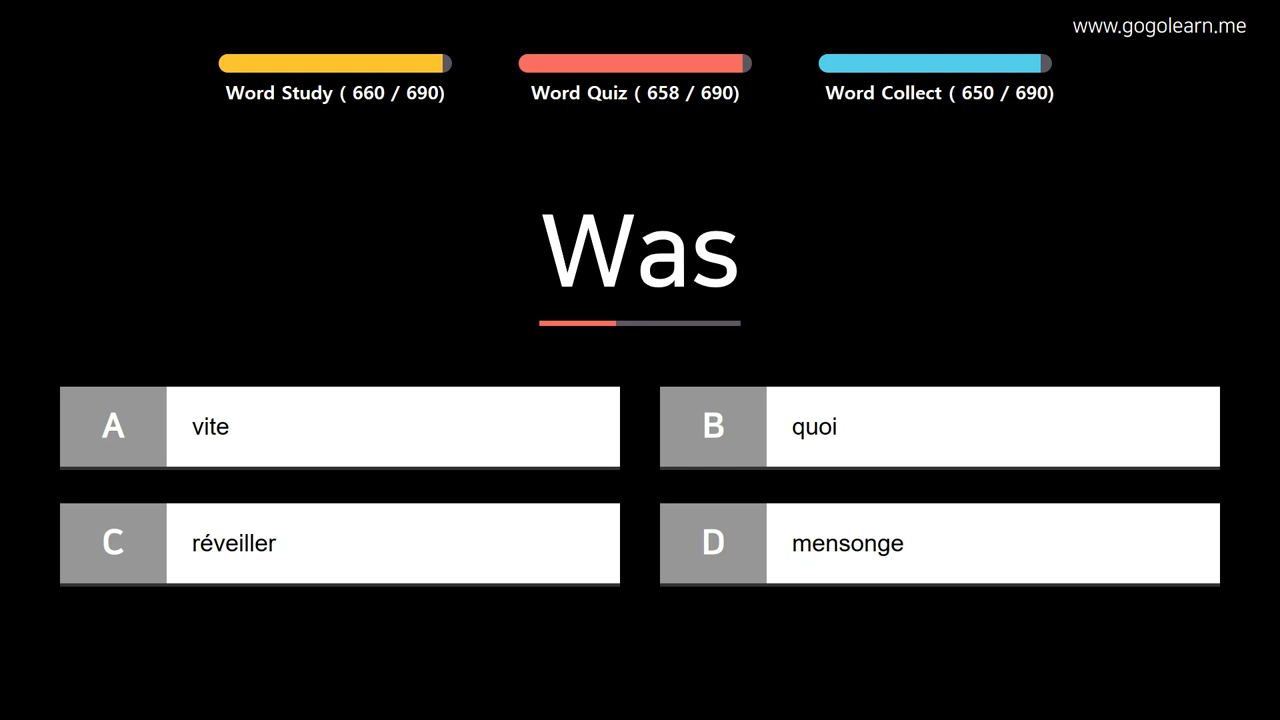 www.gogolearn.me
Word Study ( 660 / 690)
Word Quiz ( 658 / 690)
Word Collect ( 650 / 690)
Was
A vite
B quoi
C réveiller
D mensonge